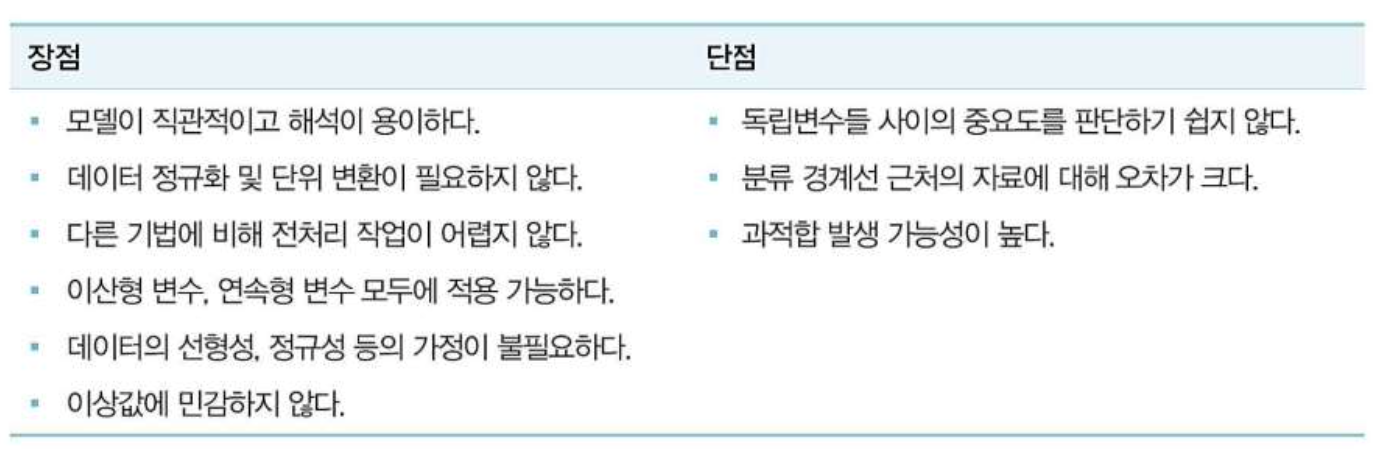 장점
단점
▪ 모델이 직관적이고 해석이 용이하다.
▪ 데이터 정규화 및 단위 변환이 필요하지 않다.
▪ 다른 기법에 비해 전처리 작업이 어렵지 않다.
▪ 이산형 변수, 연속형 변수 모두에 적용 가능하다.
▪ 데이터의 선형성, 정규성 등의 가정이 불필요하다.
▪ 이상값에 민감하지 않다.
▪ 독립변수들 사이의 중요도를 판단하기 쉽지 않다.
▪ 분류 경계선 근처의 자료에 대해 오차가 크다.
▪ 과적합 발생 가능성이 높다.